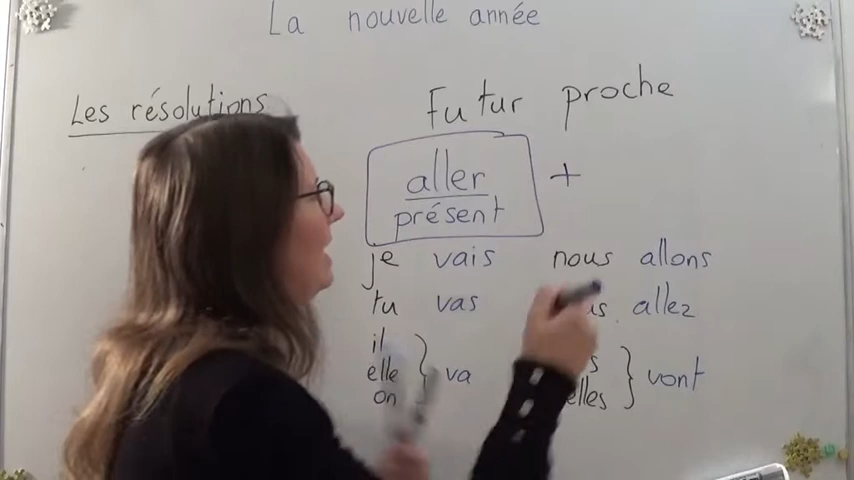 La nouvelle année
Les résolutions
Futur proche
aller +
présent
je vais nous allons
tu vas allez
il
elle va elles vont
on